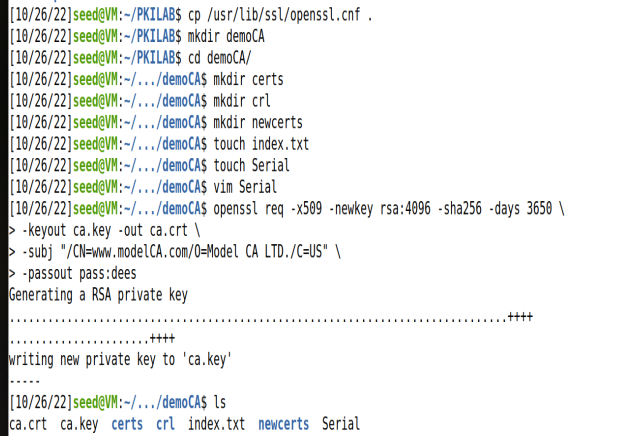 [10/26/22]seed@VM:~/PKILAB$ cp /usr/lib/ssl/openssl.cnf .
[10/26/22]seed@VM:~/PKILAB$ mkdir demoCA
[10/26/22]seed@VM:~/PKILAB$ cd demoCA/
[10/26/22]seed@VM:~/.../demoCA$ mkdir certs
[10/26/22]seed@VM:~/.../demoCA$ mkdir crl
[10/26/22]seed@VM:~/.../demoCA$ mkdir newcerts
[10/26/22]seed@VM:~/.../demoCA$ touch index.txt
[10/26/22]seed@VM:~/.../demoCA$ touch Serial
[10/26/22]seed@VM:~/.../demoCA$ vim Serial
[10/26/22]seed@VM:~/.../demoCA$ openssl req -x509 -newkey rsa:4096 -sha256 -days 3650 \
> -keyout ca.key -out ca.crt \
> -subj "/CN=www.modelCA.com/O=Model CA LTD./C=US" \
> -passout pass:dees
Generating a RSA private key
..............................................................................++++
......................++++
writing new private key to 'ca.key'
-----
[10/26/22]seed@VM:~/.../demoCA$ ls
ca.crt  ca.key  certs  crl  index.txt  newcerts  Serial